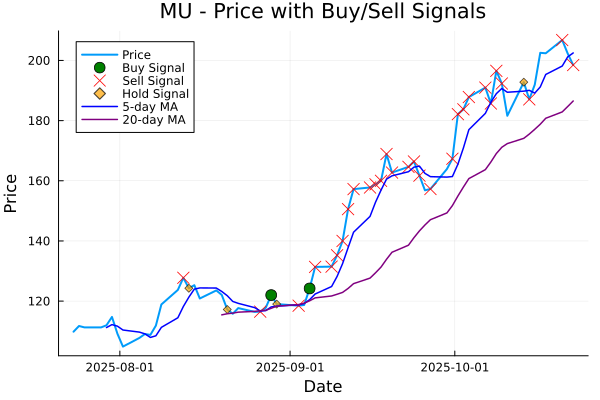 MU - Price with Buy/Sell Signals
Price
Buy Signal
Sell Signal
Hold Signal
5-day MA
20-day MA
200
180
160
140
120
Price
2025-08-01
2025-09-01
2025-10-01
Date